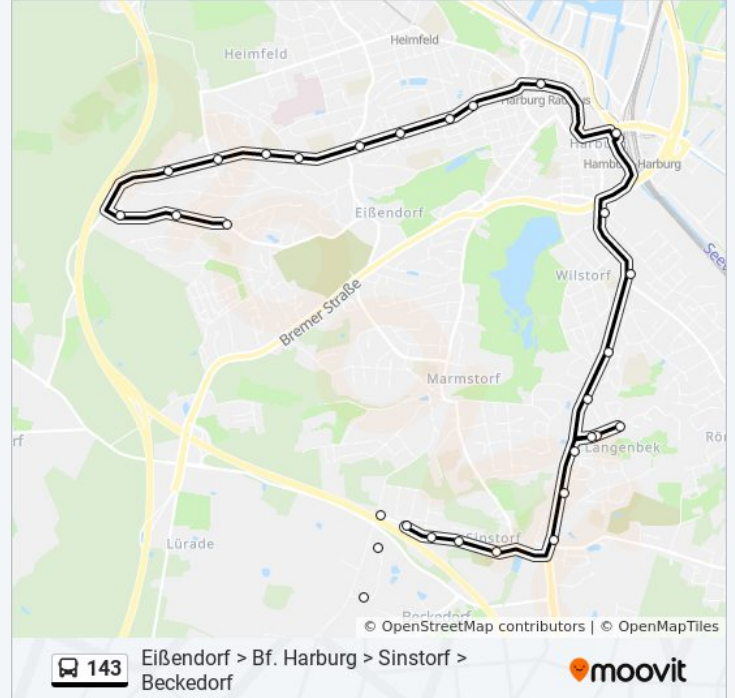 Heimfeld
Heimfeld
Harburg Rathaus
Harburg
Hamburg-Harburg
Eißendorf
Wilstorf
Bremer Straße
Marmstorf
Langenbek
Sinstorf
Lürade
Beckedorf
© OpenStreetMap contributors | © OpenMapTiles
143
Eißendorf > Bf. Harburg > Sinstorf >
Beckedorf
moovit